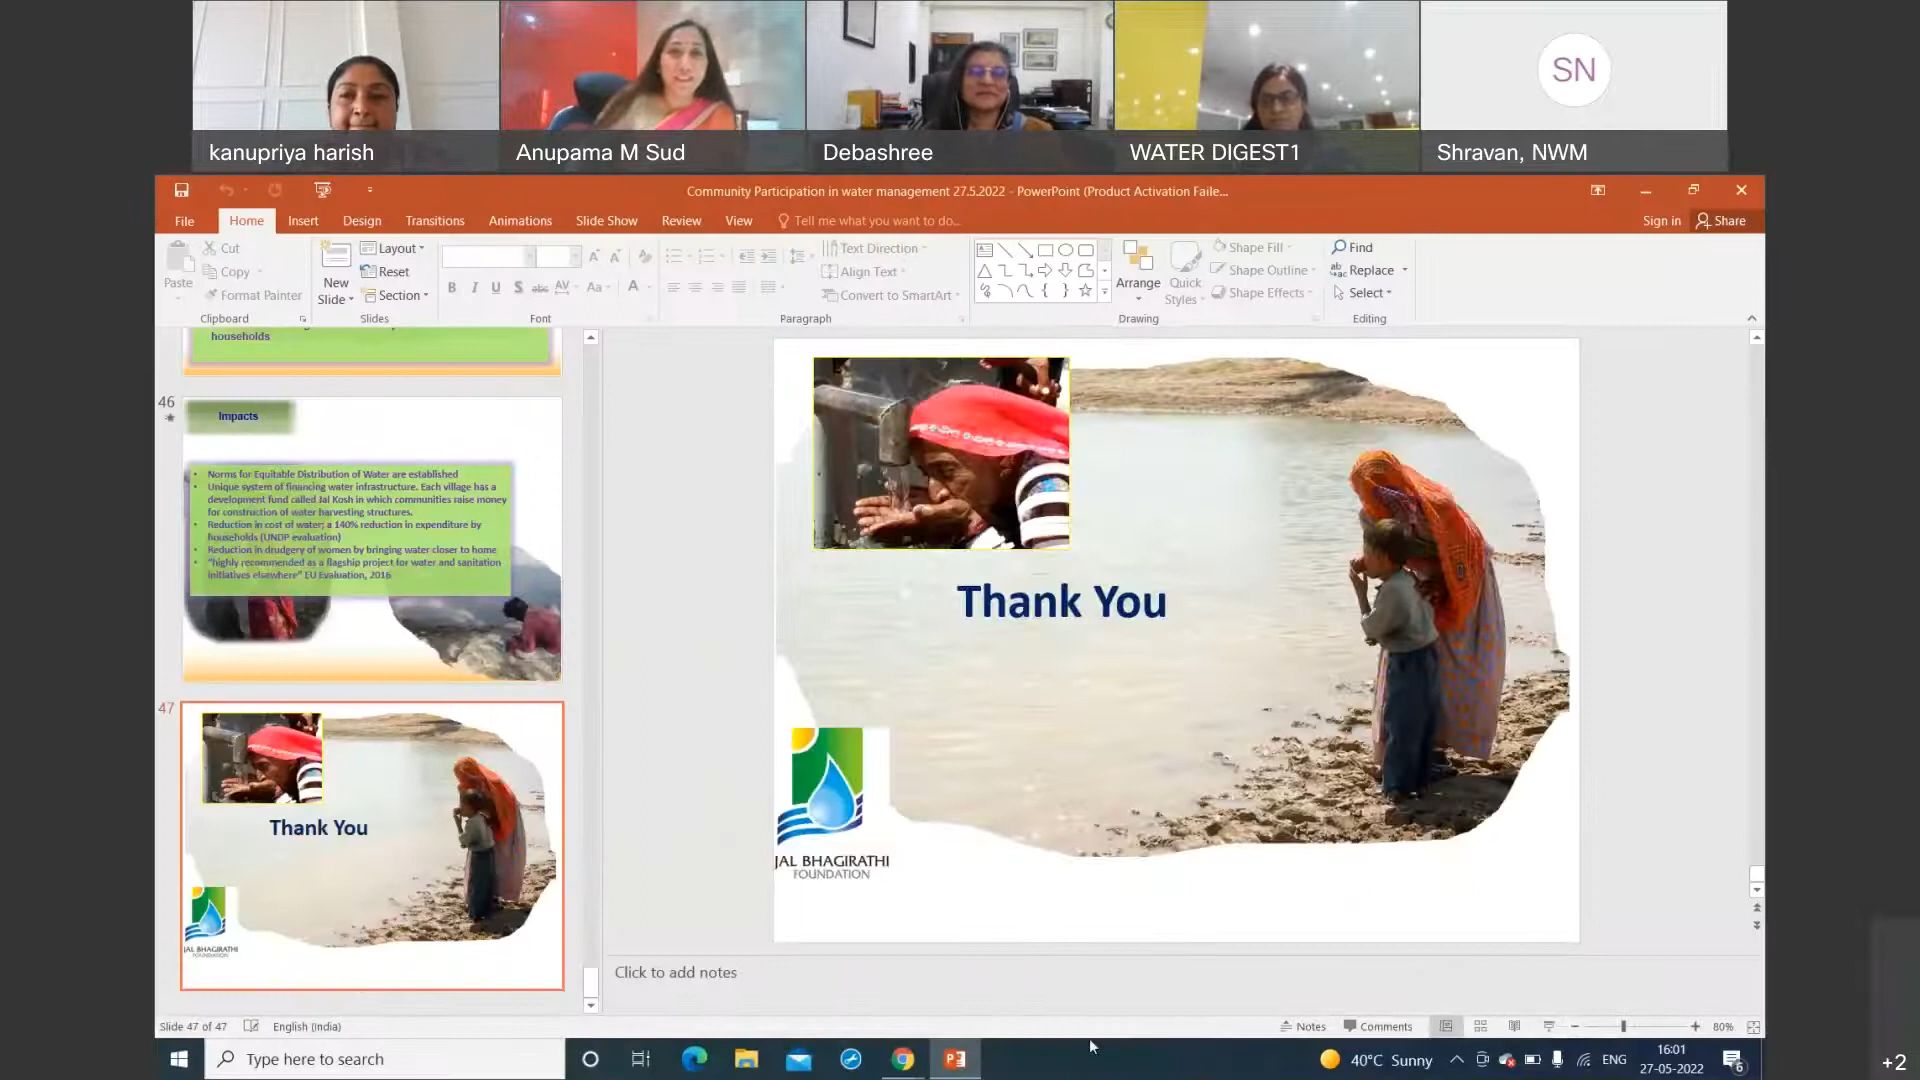 SN
kanupriya harish
Anupama M Sud
Debashree
WATER DIGEST1
Shravan, NWM
Community Participation in water management 27.5.2022 - PowerPoint (Product Activation Faile...
File Home Insert Design Transitions Animations Slide Show Review View Tell me what you want to do... Sign in Share
Paste
Cut
Copy
Format Painter
Clipboard
New
Slide
Layout
Reset
Section
Slides
B I U S abc AV Aa A
Font
Text Direction
Align Text
Convert to SmartArt
Paragraph
Arrange
Quick
Styles
Shape Fill
Shape Outline
Shape Effects
Drawing
Find
Replace
Select
Editing
households
46
Impacts
• Norms for Equitable Distribution of Water are established
• Unique system of financing water infrastructure. Each village has a
development fund called Jal Kosh in which communities raise money
for construction of water harvesting structures.
• Reduction in cost of water; a 140% reduction in expenditure by
households (UNDP evaluation)
• Reduction in drudgery of women by bringing water closer to home
• "highly recommended as a flagship project for water and sanitation
initiatives elsewhere" EU Evaluation, 2016
47
Thank You
JAL BHAGIRATHI
FOUNDATION
Thank You
JAL BHAGIRATHI
FOUNDATION
Click to add notes
Slide 47 of 47 English (India) Notes Comments 80%
Type here to search
40°C Sunny ENG
16:01
27-05-2022
6
+2